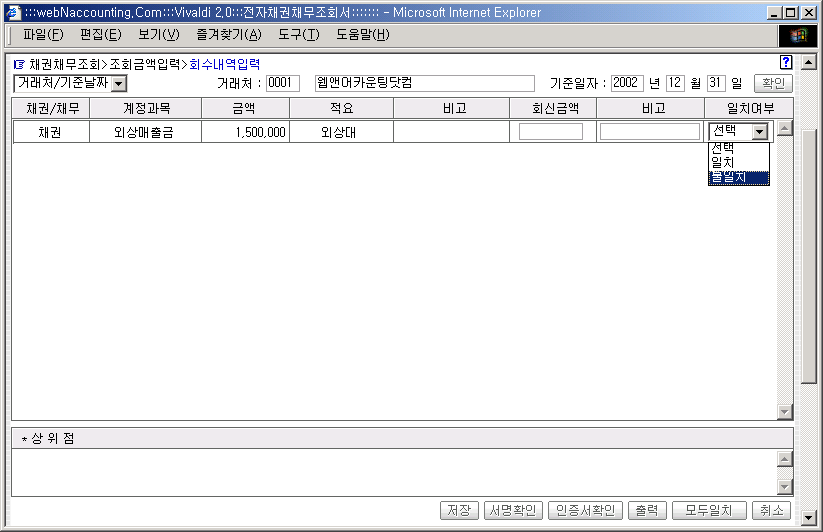 :::webNaccounting.Com:::Vivaldi 2.0:::전자채권채무조회서::::::: - Microsoft Internet Explorer
파일(F) 편집(E) 보기(V) 즐겨찾기(A) 도구(T) 도움말(H)
채권채무조회>조회금액입력>회수내역입력 ?
거래처/기준날짜 거래처 : 0001 웹앤어카운팅닷컴 기준일자 : 2002 년 12 월 31 일 확인
채권/채무 계정과목 금액 적요 비고 회신금액 비고 일치여부
채권 외상매출금 1,500,000 외상대 선택
선택
일치
불일치
* 상 위 점
저장 서명확인 인증서확인 출력 모두일치 취소